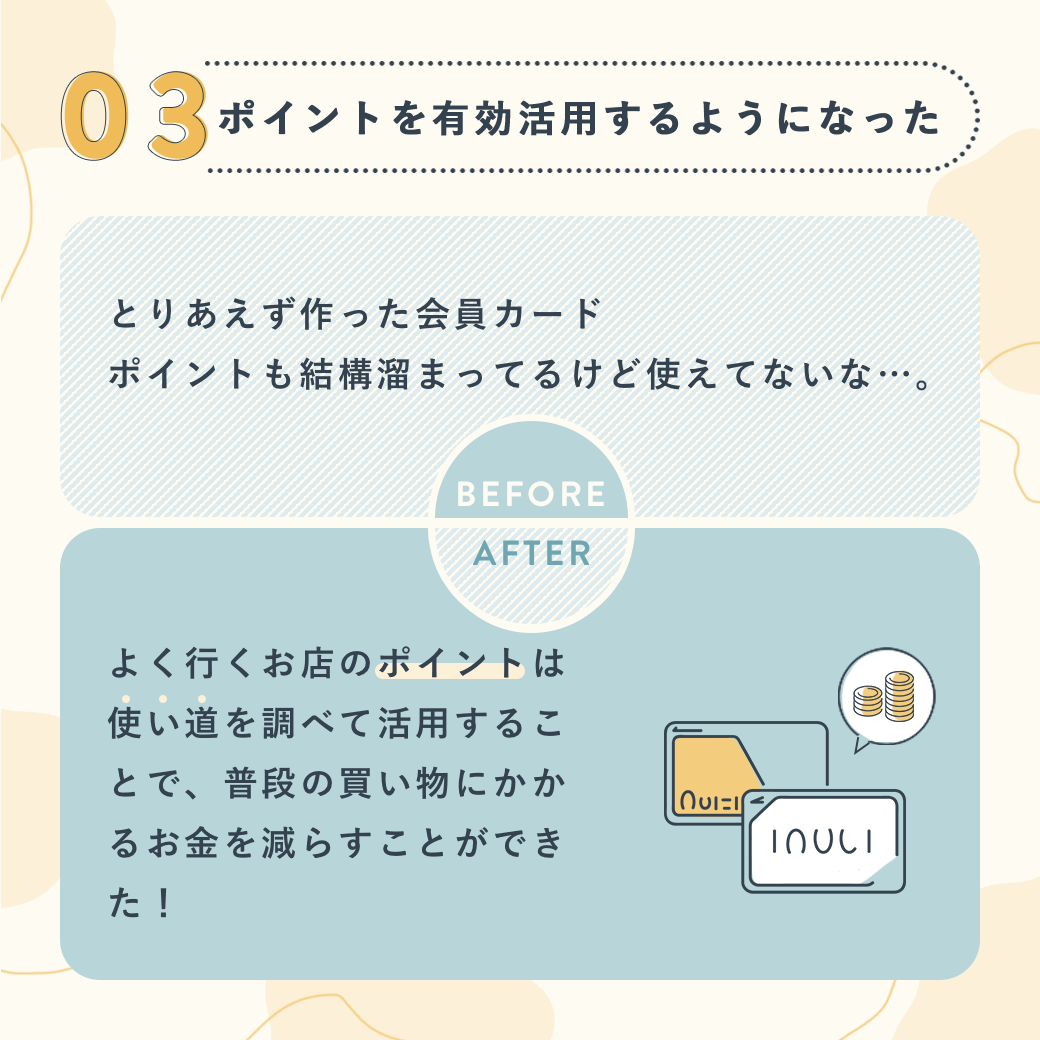 03 ポイントを有効活用するようになった
とりあえず作った会員カード
ポイントも結構溜まってるけど使えてないな…。
BEFORE
AFTER
よく行くお店のポイントは
使い道を調べて活用するこ
とで、普段の買い物にかか
るお金を減らすことができ
た！